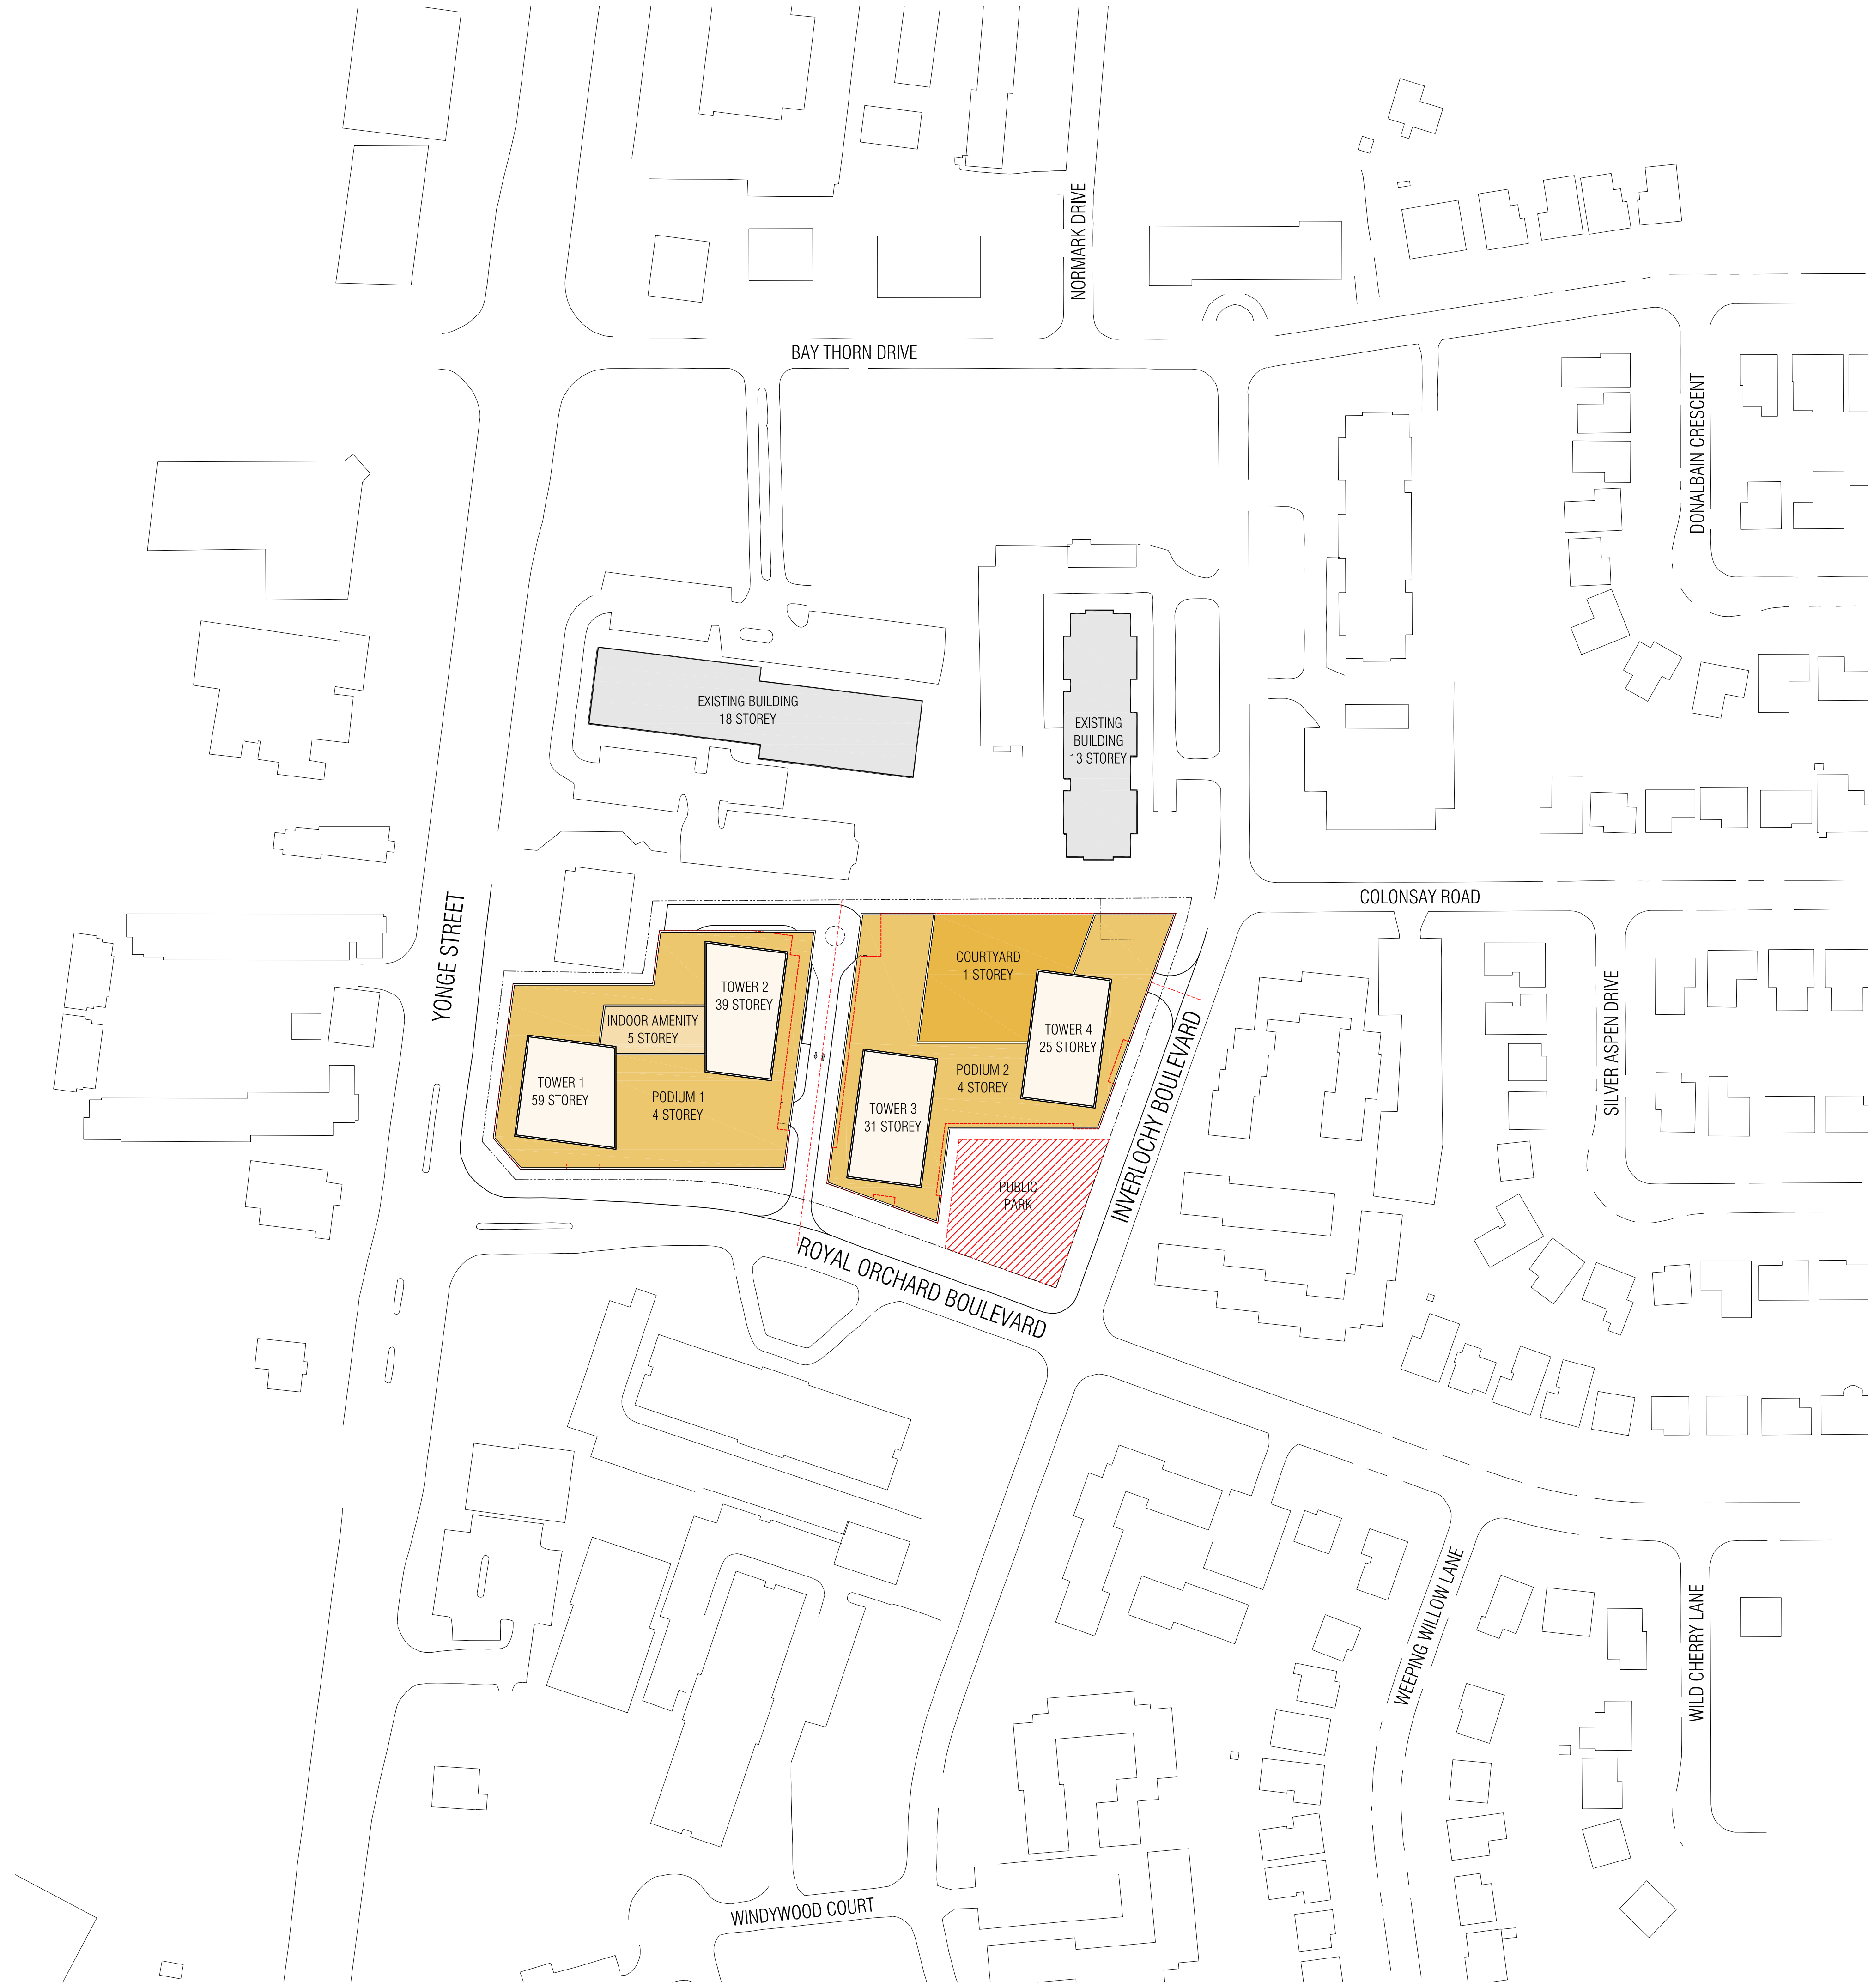 NORMARK DRIVE
BAY THORN DRIVE
DONALBAIN CRESCENT
EXISTING BUILDING
18 STOREY
EXISTING
BUILDING
13 STOREY
COLONSAY ROAD
YONGE STREET
COURTYARD
1 STOREY
TOWER 2
39 STOREY
INDOOR AMENITY
5 STOREY
TOWER 4
25 STOREY
SILVER ASPEN DRIVE
TOWER 1
59 STOREY
PODIUM 1
4 STOREY
PODIUM 2
4 STOREY
TOWER 3
31 STOREY
INVERLOCHY BOULEVARD
PUBLIC
PARK
ROYAL ORCHARD BOULEVARD
WEEPING WILLOW LANE
WILD CHERRY LANE
WINDYWOOD COURT